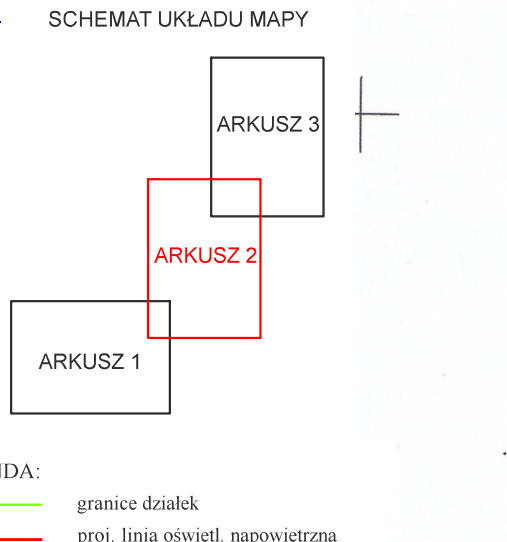 SCHEMAT UKŁADU MAPY
ARKUSZ 3
ARKUSZ 2
ARKUSZ 1
NDA:
granice działek
proj. linia oświetl. napowietrzna